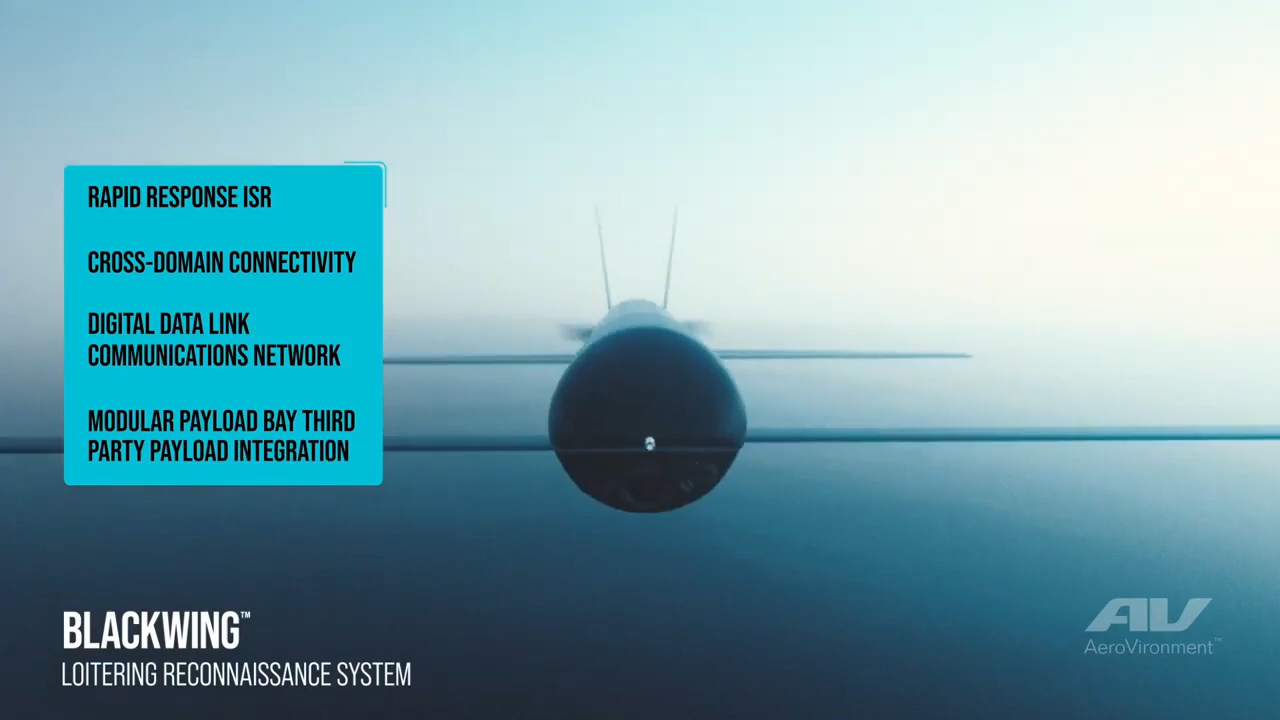 RAPID RESPONSE ISR
CROSS-DOMAIN CONNECTIVITY
DIGITAL DATA LINK
COMMUNICATIONS NETWORK
MODULAR PAYLOAD BAY THIRD
PARTY PAYLOAD INTEGRATION
BLACKWING™
LOITERING RECONNAISSANCE SYSTEM
AV
AeroVironment™